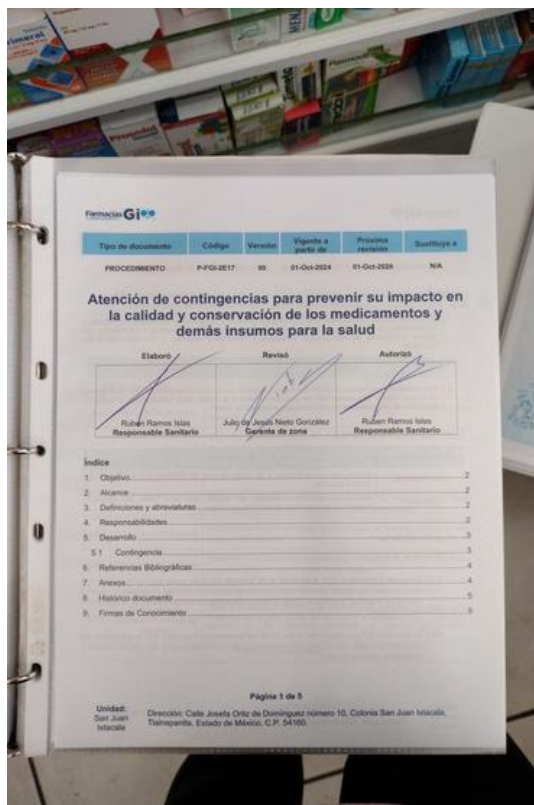 Farmacias Gi
Tipo de documento Código Versión Vigente a partir de Próxima revisión Sustituye a
PROCEDIMIENTO P-FGI-2E17 00 01-Oct-2024 01-Oct-2026 N/A
Atención de contingencias para prevenir su impacto en
la calidad y conservación de los medicamentos y
demás insumos para la salud
Elaboró Revisó Autorizó
Ruben Ramos Islas Julio de Jesús Nieto González Ruben Ramos Islas
Responsable Sanitario Gerente de zona Responsable Sanitario
Índice
1. Objetivo 2
2. Alcance 2
3. Definiciones y abreviaturas 2
4. Responsabilidades 2
5. Desarrollo 3
5.1 Contingencia 3
6. Referencias Bibliográficas 4
7. Anexos 4
8. Histórico documento 5
9. Firmas de Conocimiento 5
Página 1 de 5
Unidad:
San Juan
Ixtacala
Dirección: Calle Josefa Ortiz de Domínguez número 10, Colonia San Juan Ixtacala,
Tlalnepantla, Estado de México, C.P. 54160.